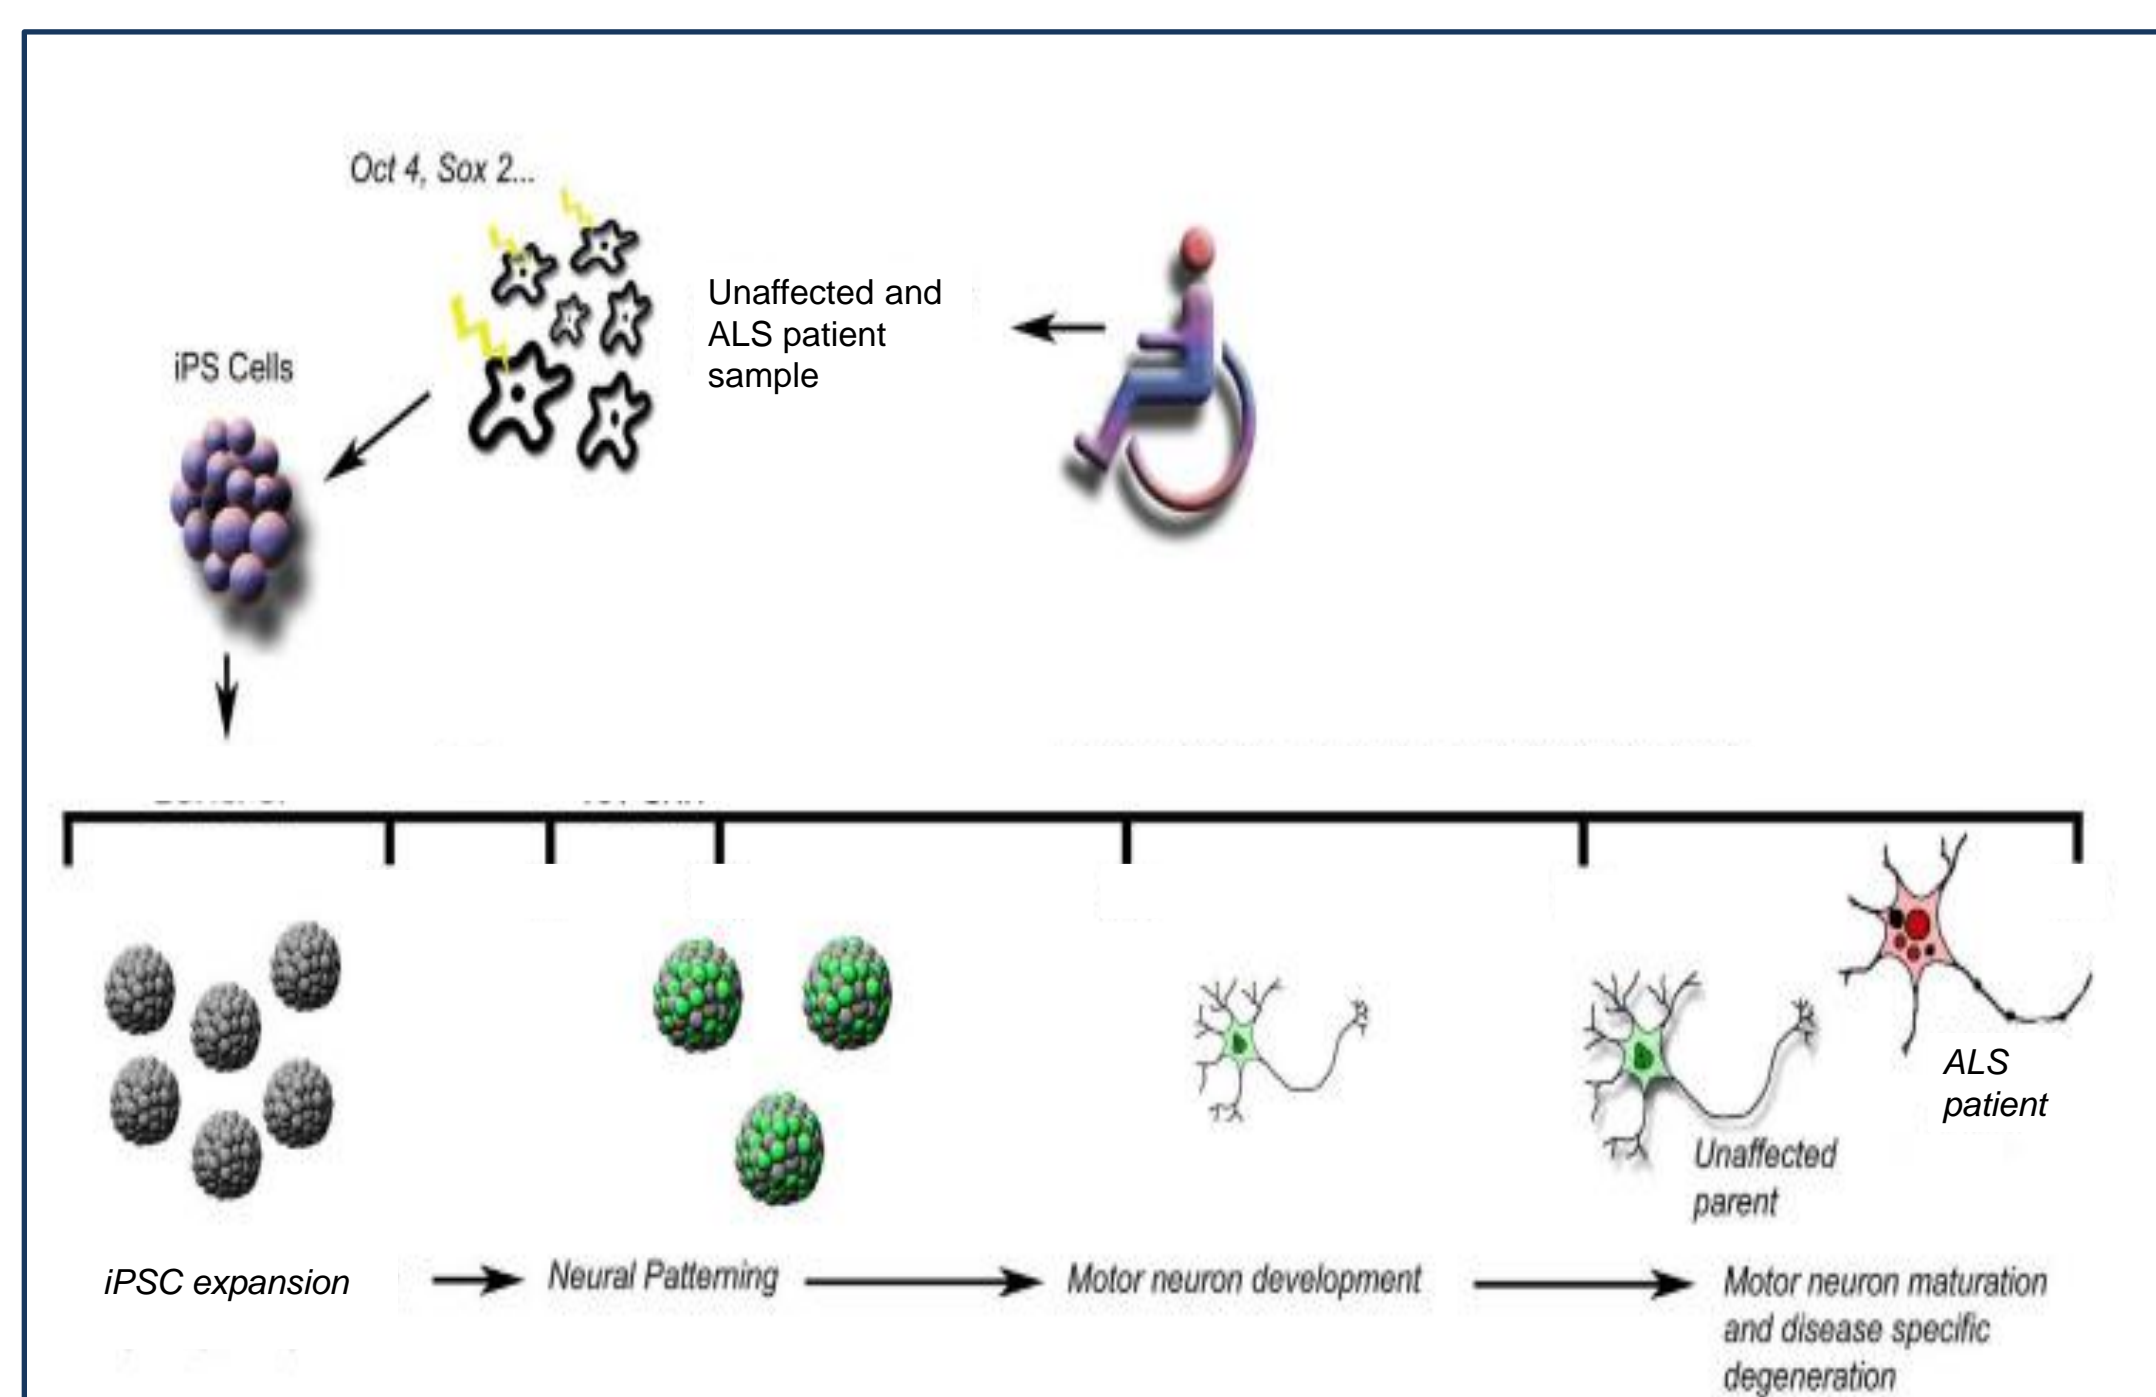 Oct 4, Sox 2...
Unaffected and
ALS patient
sample
iPS Cells
ALS
patient
Unaffected
parent
iPSC expansion
Neural Patterning
Motor neuron development
Motor neuron maturation
and disease specific
degeneration